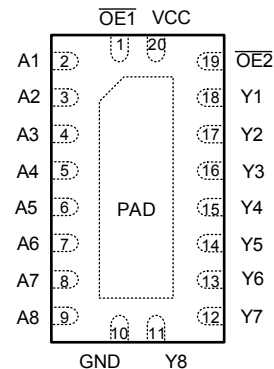 OE1 VCC
1 20
A1 2 19 OE2
A2 3 18 Y1
A3 4 17 Y2
A4 5 16 Y3
A5 6 PAD 15 Y4
A6 7 14 Y5
A7 8 13 Y6
A8 9 12 Y7
10 11
GND Y8